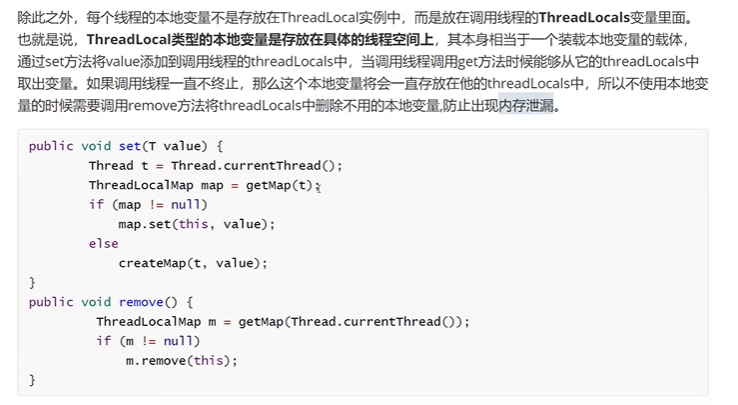 除此之外，每个线程的本地变量不是存放在ThreadLocal实例中，而是放在调用线程的ThreadLocals变量里面。
也就是说，ThreadLocal类型的本地变量是存放在具体的线程空间上，其本身相当于一个装载本地变量的载体，
通过set方法将value添加到调用线程的threadLocals中，当调用线程调用get方法时候能够从它的threadLocals中
取出变量。如果调用线程一直不终止，那么这个本地变量将会一直存放在他的threadLocals中，所以不使用本地变
量的时候需要调用remove方法将threadLocals中删除不用的本地变量,防止出现内存泄漏。
public void set(T value) {
Thread t = Thread.currentThread();
ThreadLocalMap map = getMap(t);
if (map != null)
map.set(this, value);
else
createMap(t, value);
}
public void remove() {
ThreadLocalMap m = getMap(Thread.currentThread());
if (m != null)
m.remove(this);
}